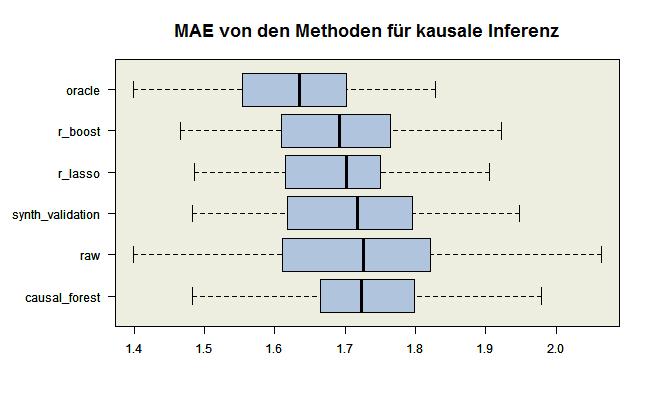 MAE von den Methoden für kausale Inferenz
oracle
r_boost
r_lasso
synth_validation
raw
causal_forest
1.4 1.5 1.6 1.7 1.8 1.9 2.0